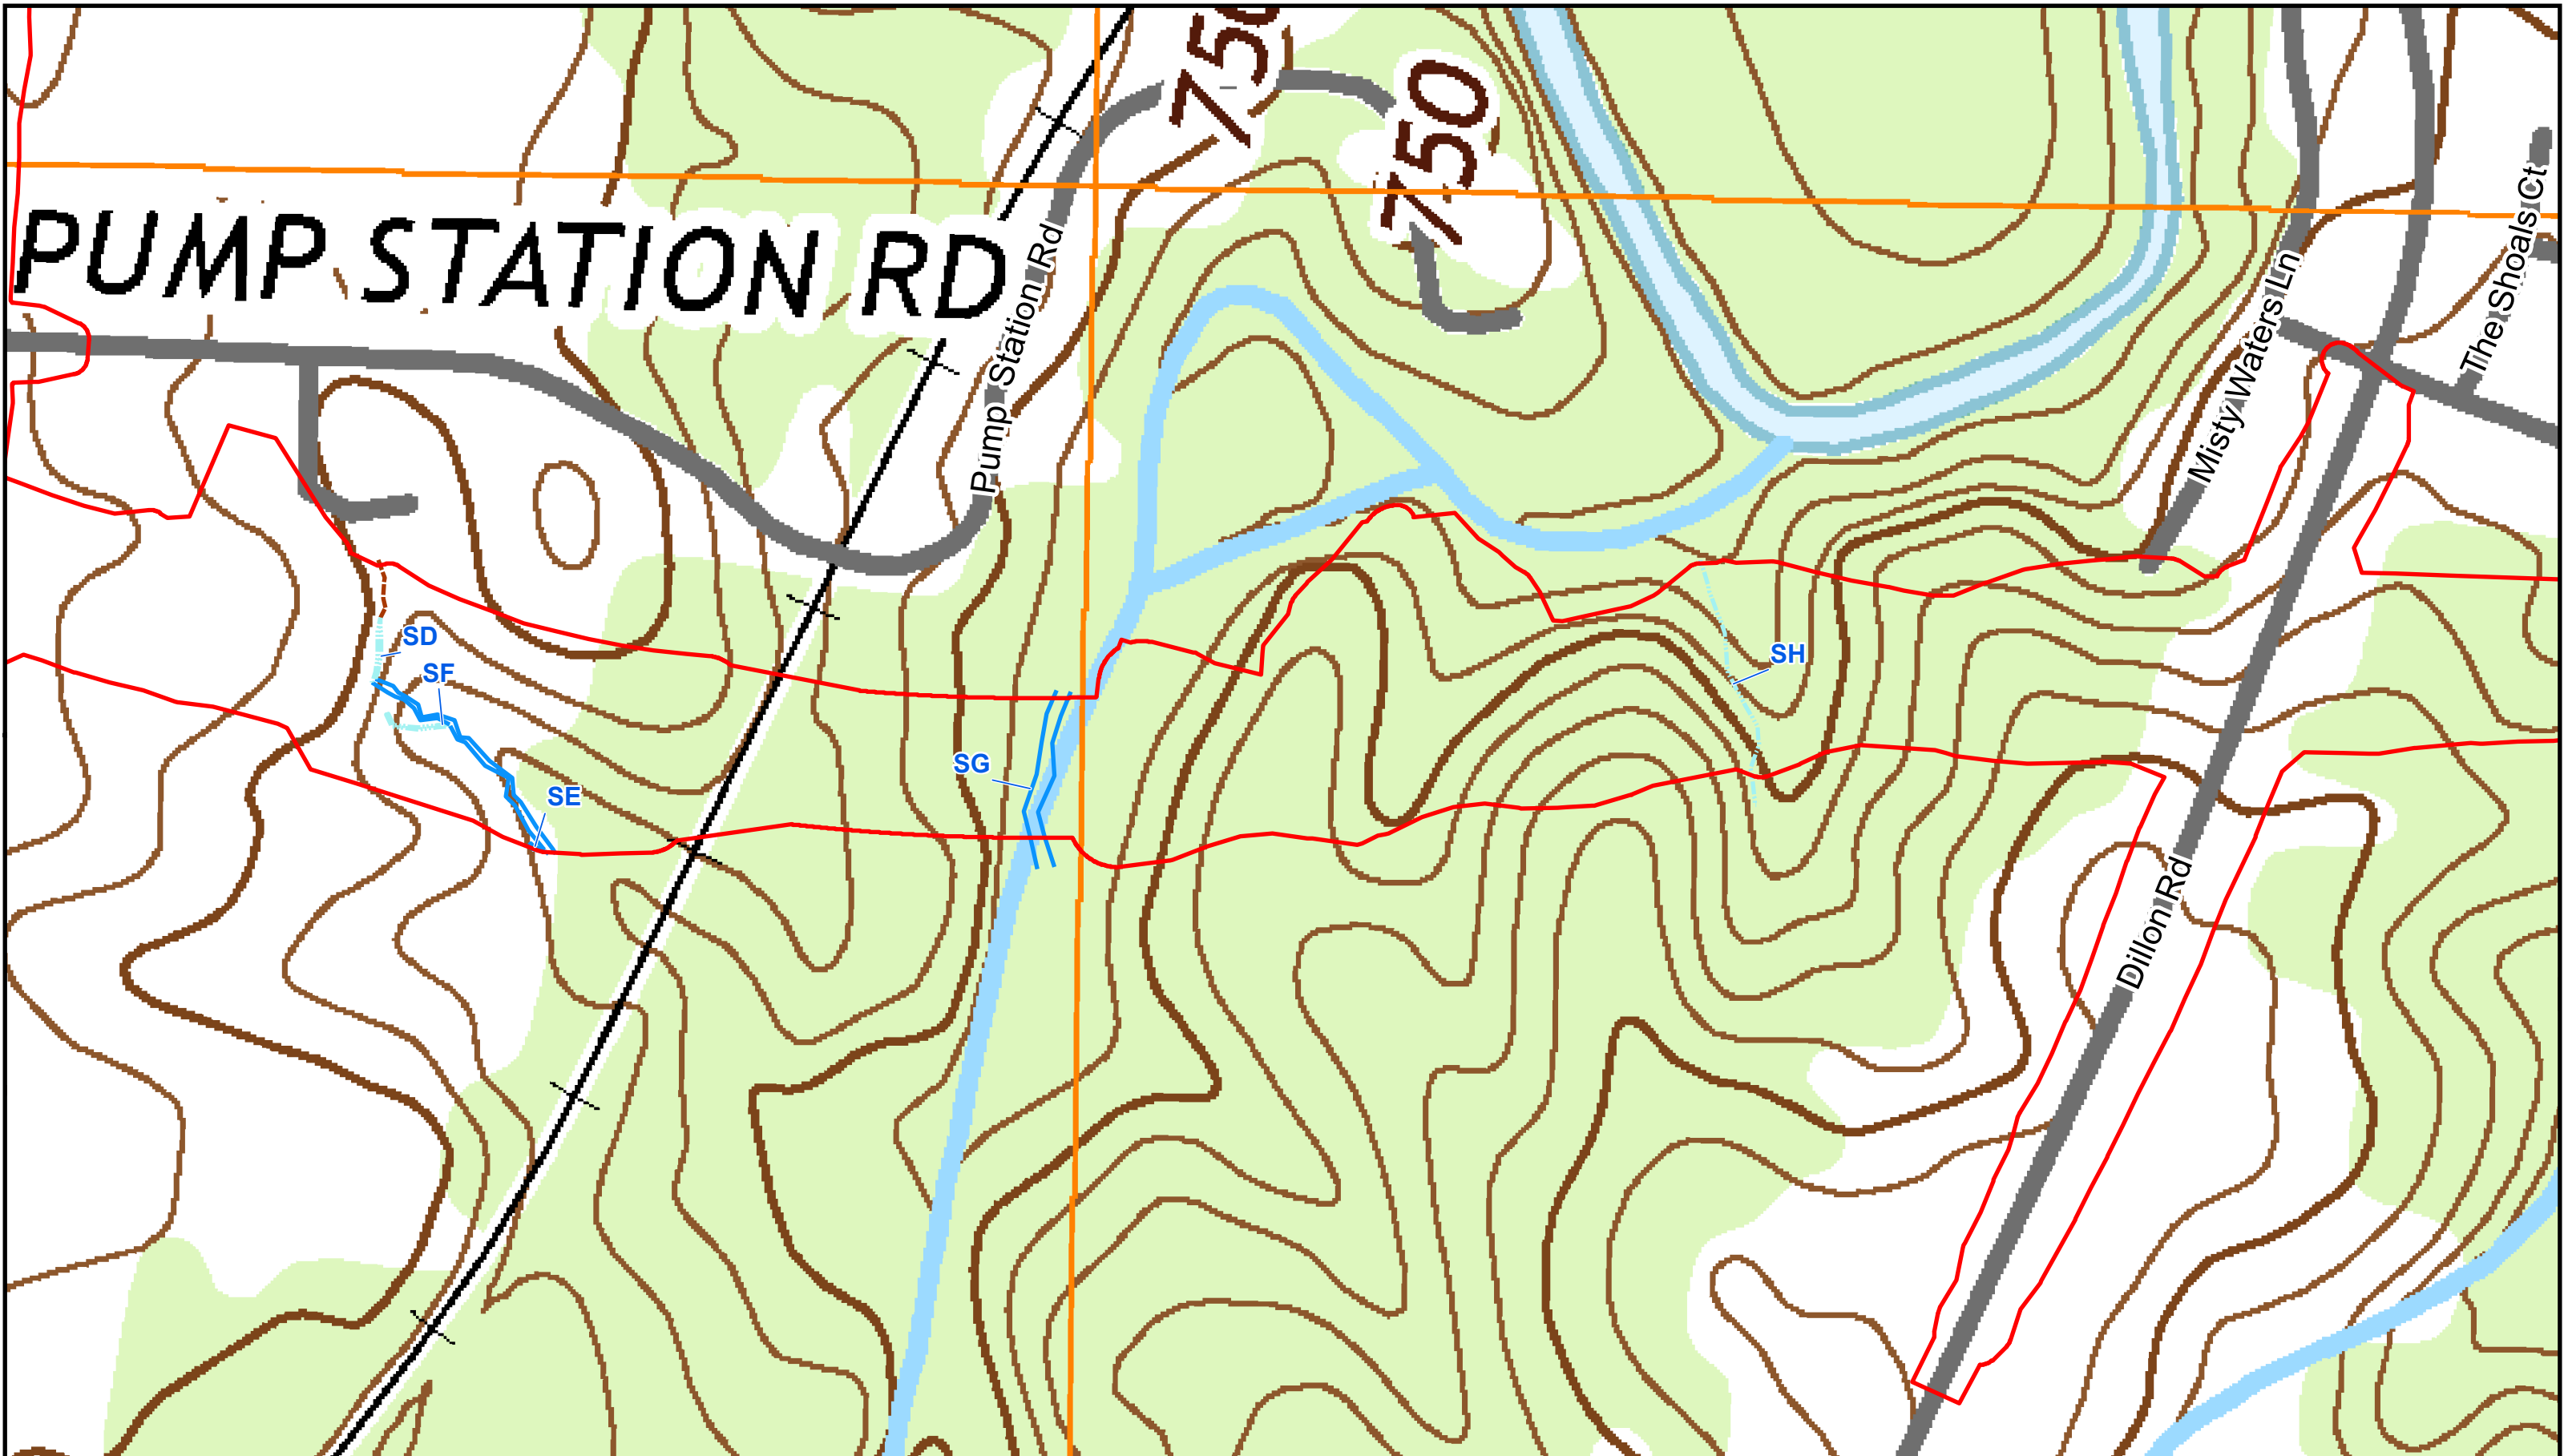 750
750
PUMP STATION RD
Pump Station Rd
Misty Waters Ln
The Shoals Ct
SD
SF
SE
SG
SH
Dillon Rd